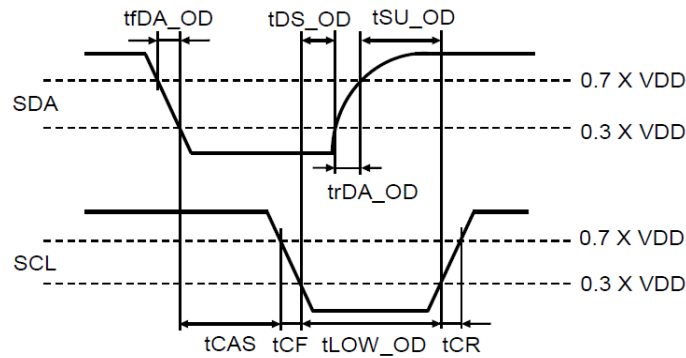 tfDA_OD tDS_OD tSU_OD
0.7 X VDD
SDA
0.3 X VDD
trDA_OD
0.7 X VDD
SCL
0.3 X VDD
tCAS tCF tLOW_OD tCR